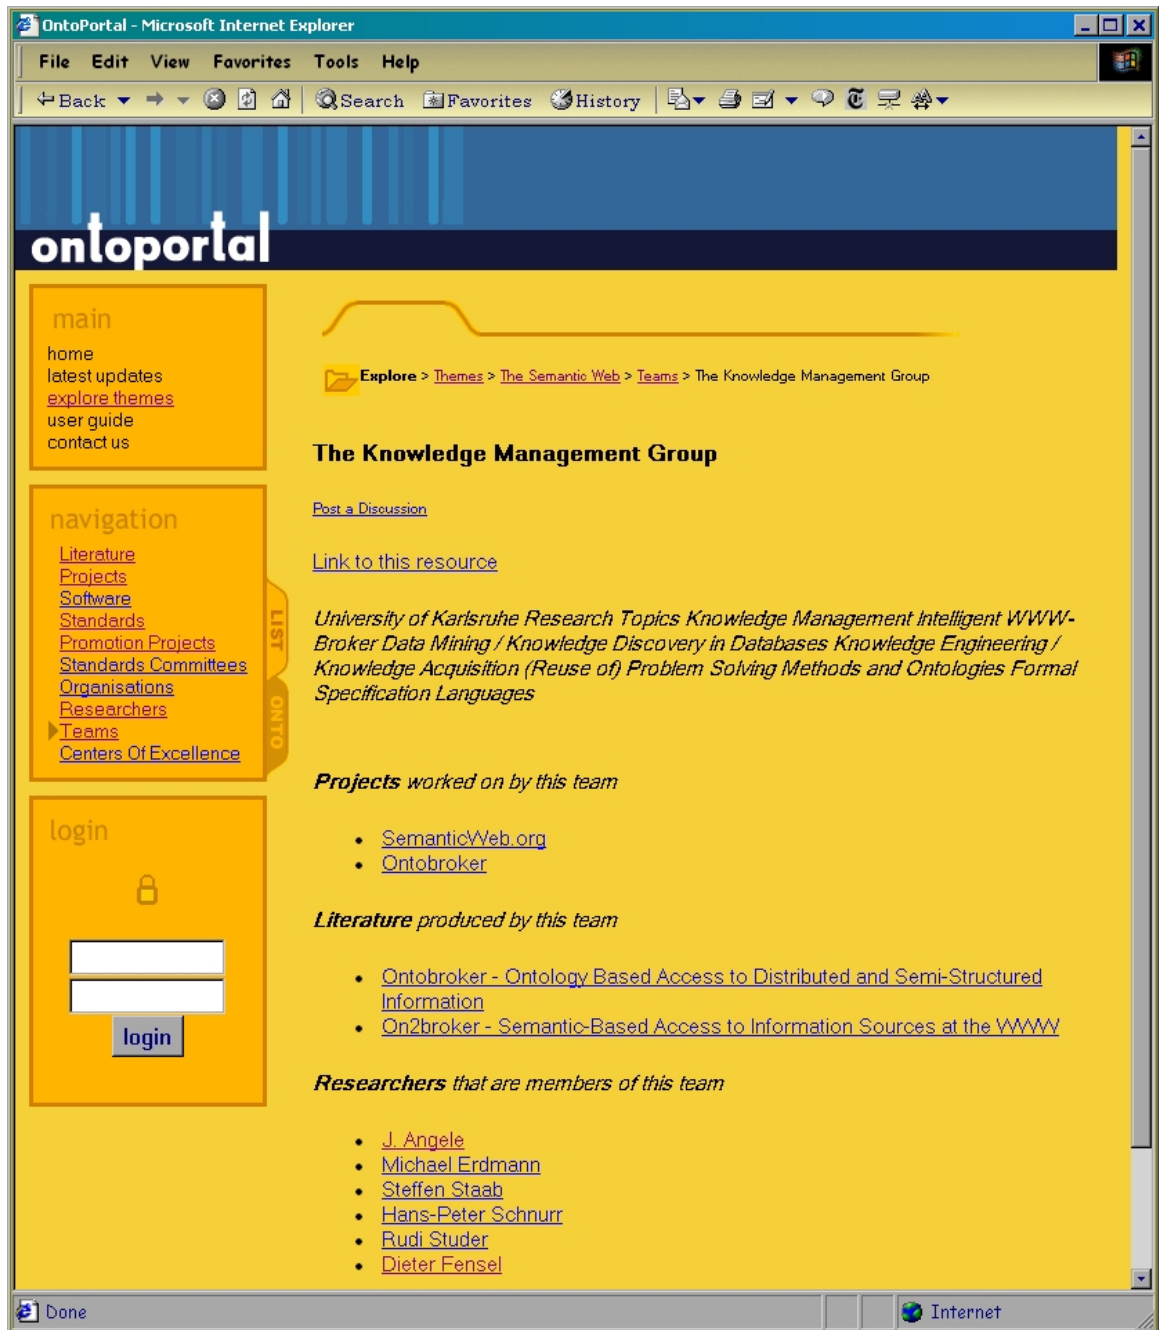 OntoPortal - Microsoft Internet Explorer
File Edit View Favorites Tools Help
Back Search Favorites History
ontoportal
main
home
latest updates
explore themes
user guide
contact us
navigation
Literature
Projects
Software
Standards
Promotion Projects
Standards Committees
Organisations
Researchers
Teams
Centers Of Excellence
LIST
ONTO
login
login
Explore > Themes > The Semantic Web > Teams > The Knowledge Management Group
The Knowledge Management Group
Post a Discussion
Link to this resource
University of Karlsruhe Research Topics Knowledge Management Intelligent WWW-
Broker Data Mining / Knowledge Discovery in Databases Knowledge Engineering /
Knowledge Acquisition (Reuse of) Problem Solving Methods and Ontologies Formal
Specification Languages
Projects worked on by this team
• SemanticWeb.org
• Ontobroker
Literature produced by this team
• Ontobroker - Ontology Based Access to Distributed and Semi-Structured
Information
• On2broker - Semantic-Based Access to Information Sources at the WWW
Researchers that are members of this team
• J. Angele
• Michael Erdmann
• Steffen Staab
• Hans-Peter Schnurr
• Rudi Studer
• Dieter Fensel
Done
Internet